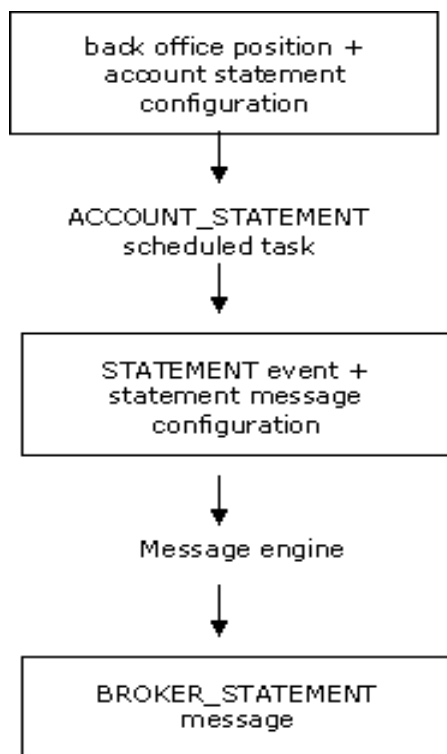 back office position +
account statement
configuration
ACCOUNT_STATEMENT
scheduled task
STATEMENT event +
statement message
configuration
Message engine
BROKER_STATEMENT
message